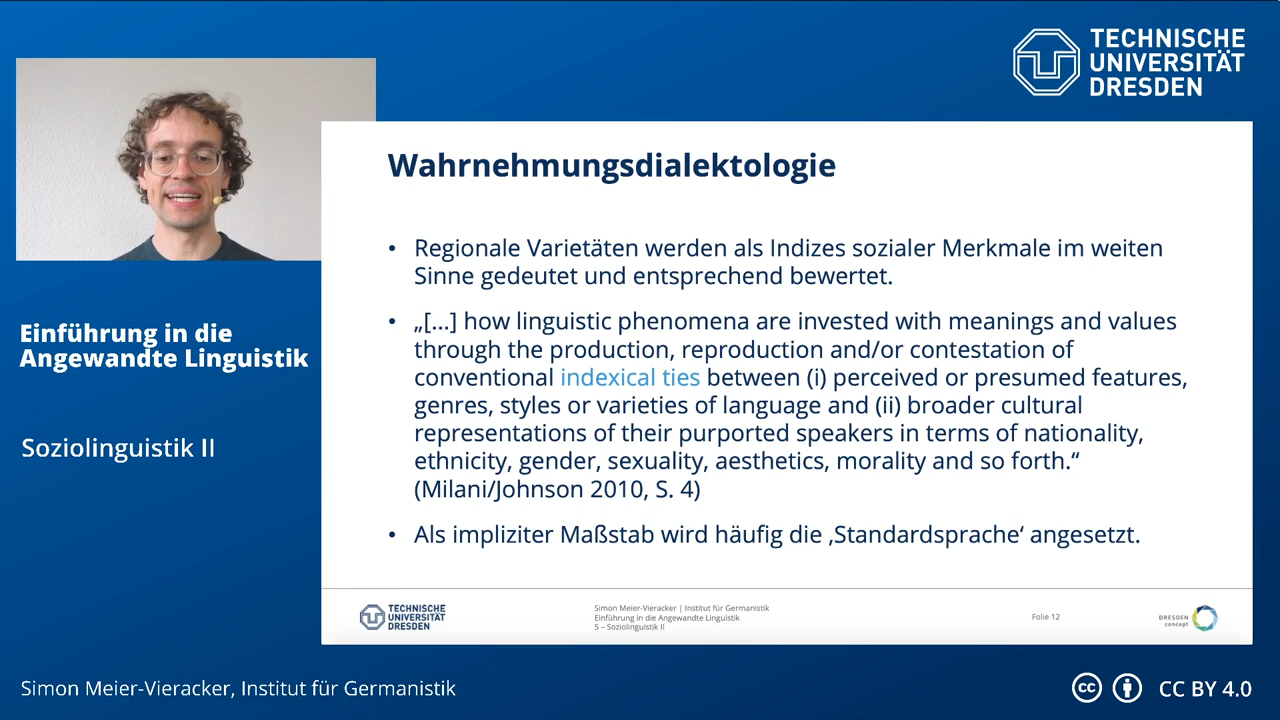 TECHNISCHE
UNIVERSITÄT
DRESDEN
Wahrnehmungsdialektologie
• Regionale Varietäten werden als Indizes sozialer Merkmale im weiten
Sinne gedeutet und entsprechend bewertet.
• „[…] how linguistic phenomena are invested with meanings and values
through the production, reproduction and/or contestation of
conventional indexical ties between (i) perceived or presumed features,
genres, styles or varieties of language and (ii) broader cultural
representations of their purported speakers in terms of nationality,
ethnicity, gender, sexuality, aesthetics, morality and so forth.“
(Milani/Johnson 2010, S. 4)
• Als impliziter Maßstab wird häufig die ‚Standardsprache‘ angesetzt.
Einführung in die
Angewandte Linguistik
Soziolinguistik II
TECHNISCHE
UNIVERSITÄT
DRESDEN
Simon Meier-Vieracker | Institut für Germanistik
Einführung in die Angewandte Linguistik
5 – Soziolinguistik II
Folie 12
DRESDEN
concept
Simon Meier-Vieracker, Institut für Germanistik
cc
CC BY 4.0